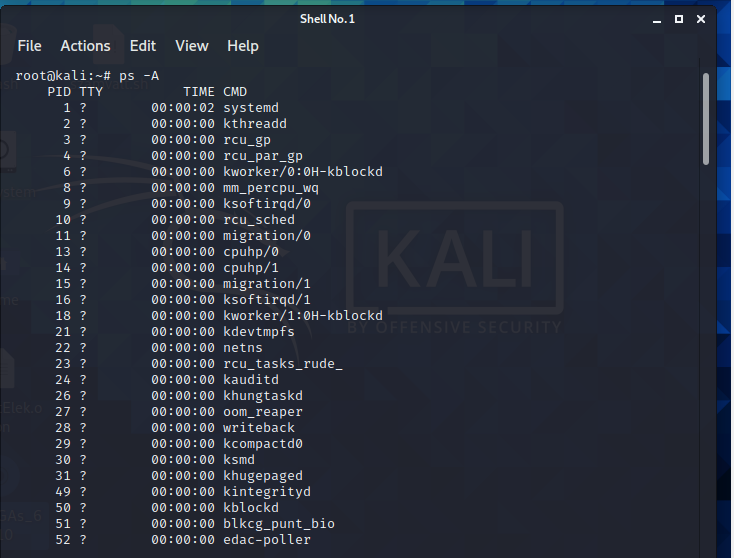 Shell No. 1
File Actions Edit View Help
root@kali:~# ps -A
PID TTY TIME CMD
1 ? 00:00:02 systemd
2 ? 00:00:00 kthreadd
3 ? 00:00:00 rcu_gp
4 ? 00:00:00 rcu_par_gp
6 ? 00:00:00 kworker/0:0H-kblockd
8 ? 00:00:00 mm_percpu_wq
9 ? 00:00:00 ksoftirqd/0
10 ? 00:00:00 rcu_sched
11 ? 00:00:00 migration/0
13 ? 00:00:00 cpuhp/0
14 ? 00:00:00 cpuhp/1
15 ? 00:00:00 migration/1
16 ? 00:00:00 ksoftirqd/1
18 ? 00:00:00 kworker/1:0H-kblockd
21 ? 00:00:00 kdevtmpfs
22 ? 00:00:00 netns
23 ? 00:00:00 rcu_tasks_rude_
24 ? 00:00:00 kauditd
26 ? 00:00:00 khungtaskd
27 ? 00:00:00 oom_reaper
28 ? 00:00:00 writeback
29 ? 00:00:00 kcompactd0
30 ? 00:00:00 ksmd
31 ? 00:00:00 khugepaged
49 ? 00:00:00 kintegrityd
50 ? 00:00:00 kblockd
51 ? 00:00:00 blkcg_punt_bio
52 ? 00:00:00 edac-poller
KALI
BY OFFENSIVE SECURITY